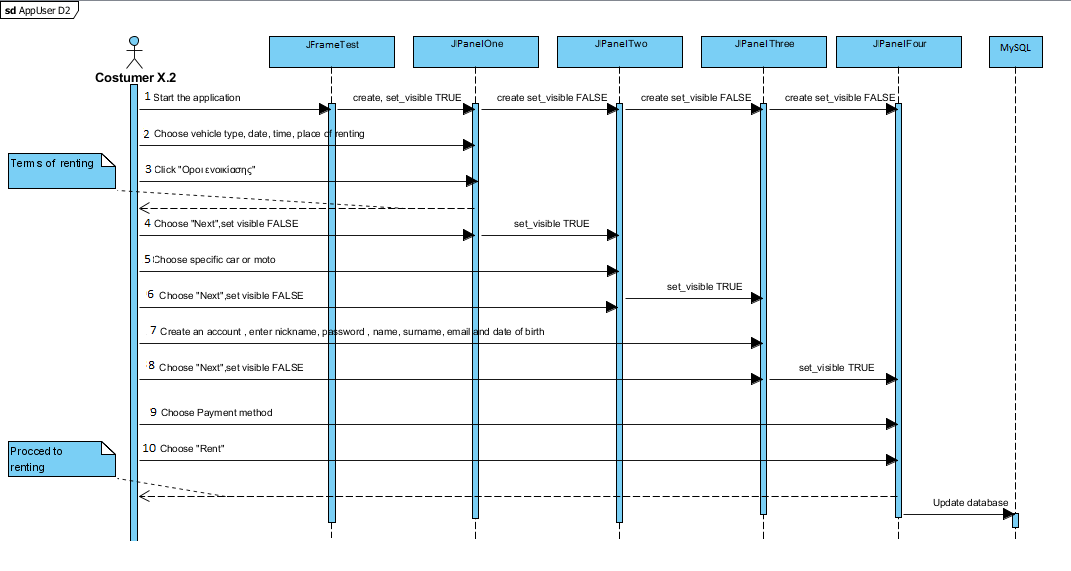 sd AppUser D2
Costumer X.2
JFrameTest
JPanelOne
JPanelTwo
JPanelThree
JPanelFour
MySQL
1 Start the application
create, set_visible TRUE
create set_visible FALSE
create set_visible FALSE
create set_visible FALSE
2 Choose vehicle type, date, time, place of renting
Terms of renting
3 Click "Οροι ενοικίασης"
4 Choose "Next",set visible FALSE
set_visible TRUE
5 Choose specific car or moto
6 Choose "Next",set visible FALSE
set_visible TRUE
7 Create an account , enter nickname, password , name, surname, email and date of birth
8 Choose "Next",set visible FALSE
set_visible TRUE
9 Choose Payment method
10 Choose "Rent"
Procced to
renting
Update database